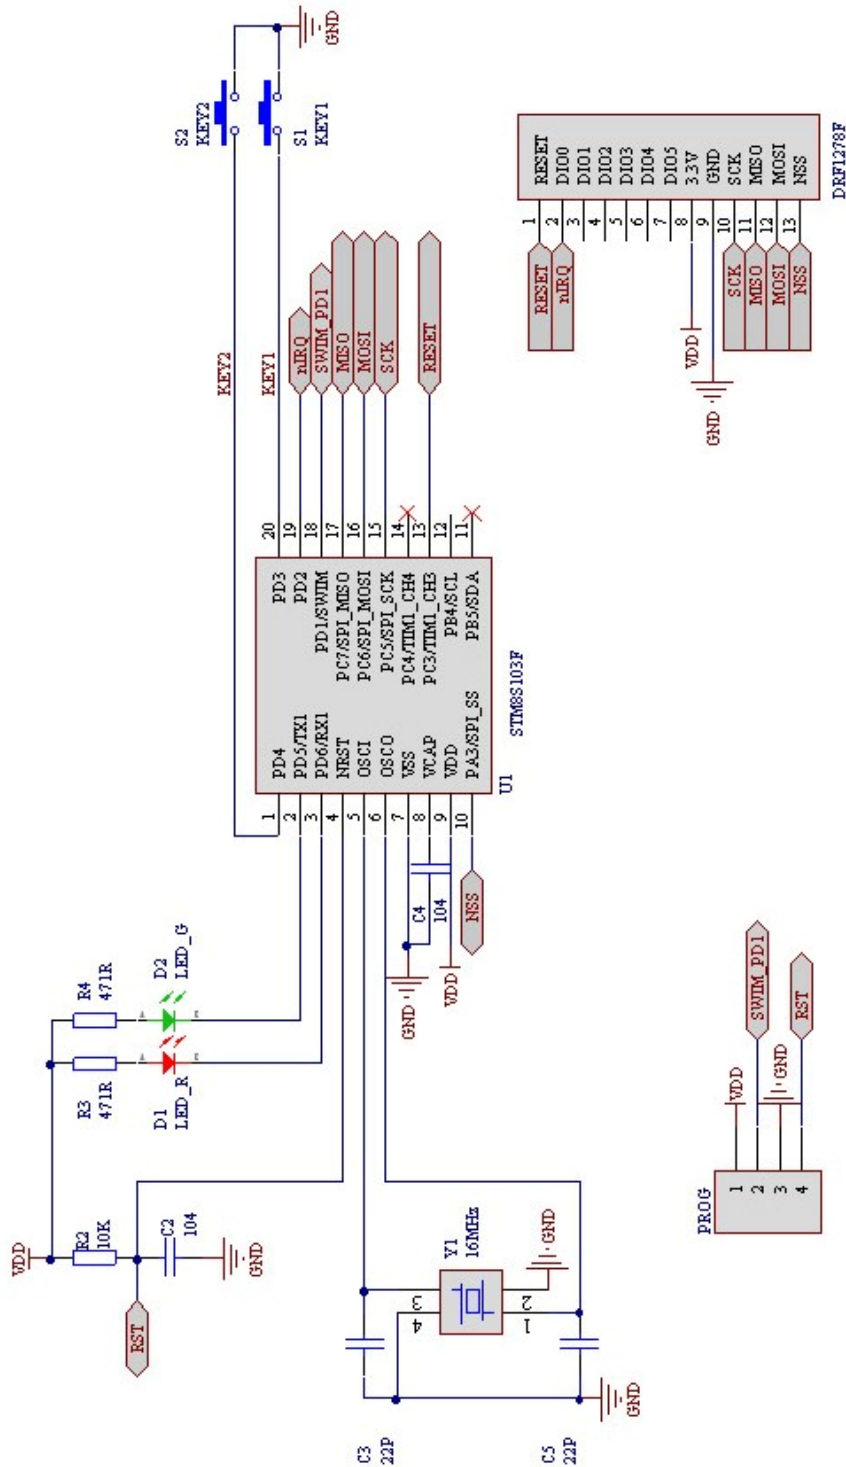 VDD
R2
10K
C2
104
GND
RST
R3
471R
R4
471R
D1
LED_R
D2
LED_G
C3
22P
C5
22P
Y1
16MHz
3
4
2
1
GND
GND
GND
C4
104
VDD
NSS
1
2
3
4
5
6
7
8
9
10
PD4
PD5/TX1
PD6/RX1
NRST
OSCI
OSCO
VSS
VCAP
VDD
PA3/SPI_SS
U1
STM8S103F
PD3
PD2
PD1/SWIM
PC7/SPI_MISO
PC6/SPI_MOSI
PC5/SPI_SCK
PC4/TIM1_CH4
PC3/TIM1_CH3
PB4/SCL
PB5/SDA
20
19
18
17
16
15
14
13
12
11
KEY2
KEY1
nIRQ
SWIM_PD1
MISO
MOSI
SCK
RESET
S2
KEY2
S1
KEY1
GND
PROG
1
2
3
4
VDD
SWIM_PD1
GND
RST
RESET
nIRQ
VDD
GND
SCK
MISO
MOSI
NSS
1
2
3
4
5
6
7
8
9
10
11
12
13
RESET
DIO0
DIO1
DIO2
DIO3
DIO4
DIO5
3.3V
GND
SCK
MISO
MOSI
NSS
DRF1278F